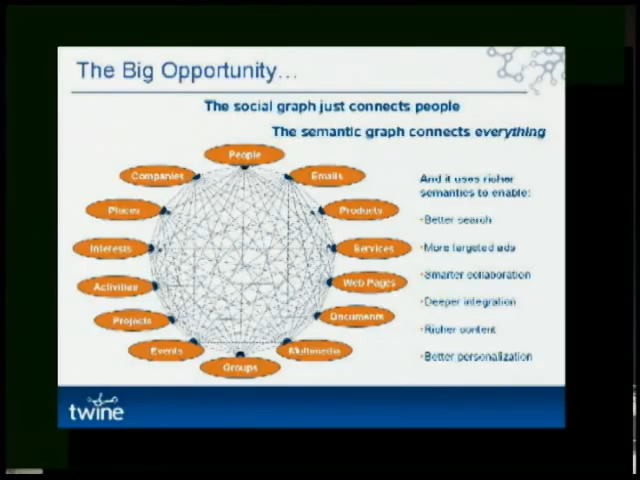 The Big Opportunity…
The social graph just connects people
The semantic graph connects everything
People
Companies
Emails
Places
Products
Interests
Services
Activities
Web Pages
Projects
Documents
Events
Multimedia
Groups
And it uses richer
semantics to enable:
•Better search
•More targeted ads
•Smarter collaboration
•Deeper integration
•Richer content
•Better personalization
twine